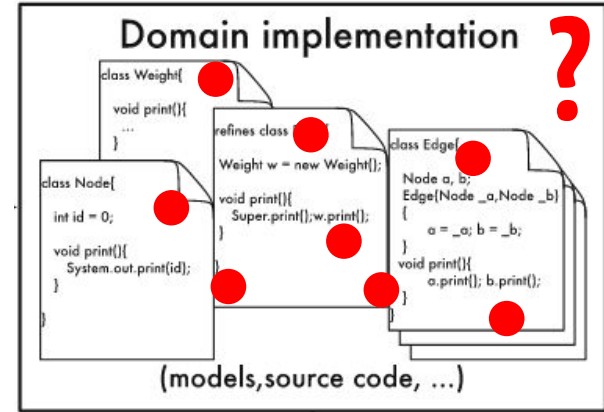 Domain implementation
?
class Weight{
void print(){
...
}
refines class
Weight w = new Weight();
void print(){
Super.print();w.print();
}
}
class Node{
int id = 0;
void print(){
System.out.print(id);
}
}
class Edge{
Node a, b;
Edge(Node _a,Node _b)
{
a = _a; b = _b;
}
void print(){
a.print(); b.print();
}
}
(models,source code, ...)